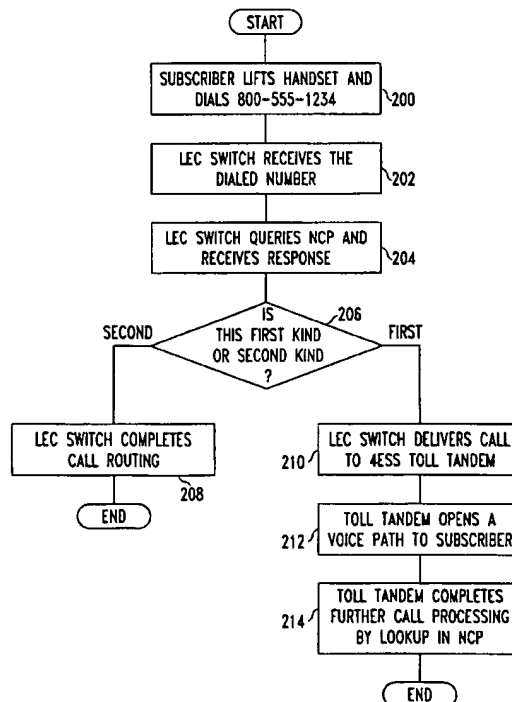 START
SUBSCRIBER LIFTS HANDSET AND
DIALS 800-555-1234
200
LEC SWITCH RECEIVES THE
DIALED NUMBER
202
LEC SWITCH QUERIES NCP AND
RECEIVES RESPONSE
204
206
IS
THIS FIRST KIND
OR SECOND KIND
?
SECOND
FIRST
LEC SWITCH COMPLETES
CALL ROUTING
208
END
LEC SWITCH DELIVERS CALL
TO 4ESS TOLL TANDEM
210
TOLL TANDEM OPENS A
VOICE PATH TO SUBSCRIBER
212
TOLL TANDEM COMPLETES
FURTHER CALL PROCESSING
BY LOOKUP IN NCP
214
END